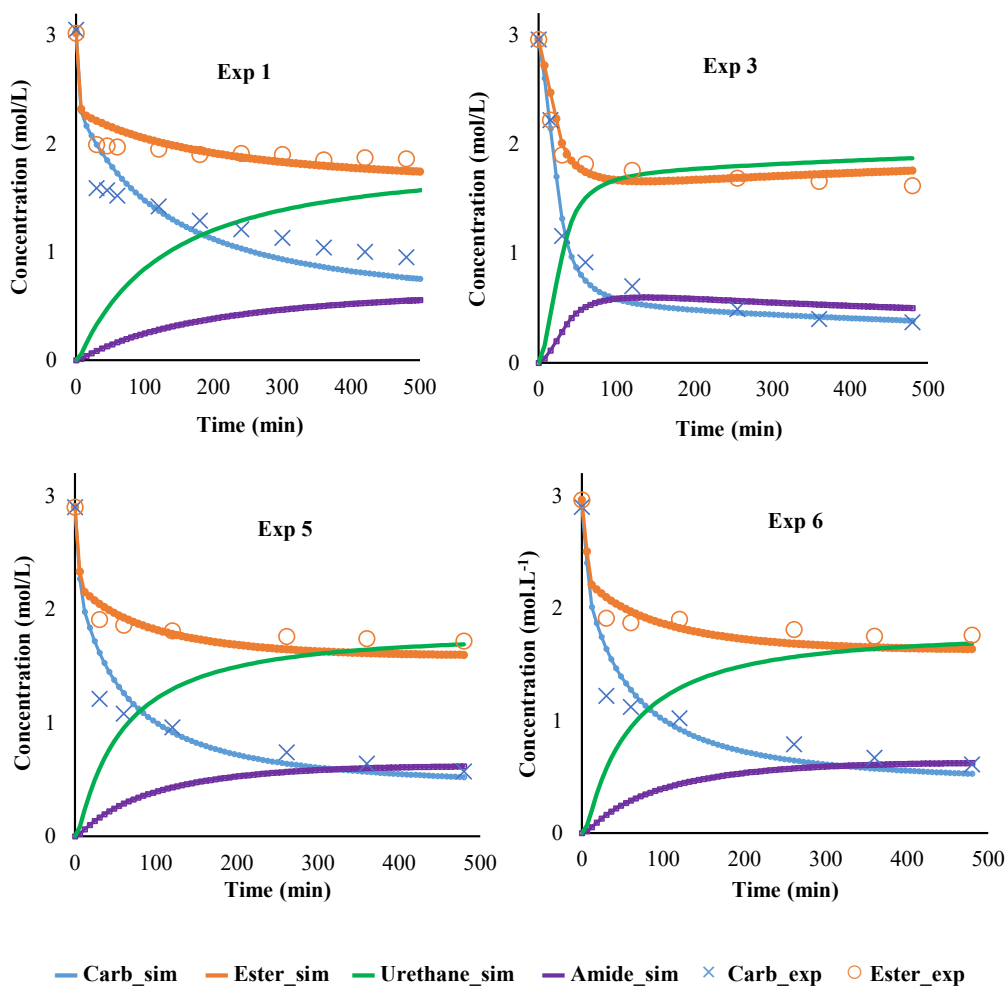 Exp 1
Concentration (mol/L)
3
2
1
0
0 100 200 300 400 500
Time (min)
Exp 3
Concentration (mol/L)
3
2
1
0
0 100 200 300 400 500
Time (min)
Exp 5
Concentration (mol/L)
3
2
1
0
0 100 200 300 400 500
Time (min)
Exp 6
Concentration (mol.L⁻¹)
3
2
1
0
0 100 200 300 400 500
Time (min)
Carb_sim Ester_sim Urethane_sim Amide_sim Carb_exp Ester_exp